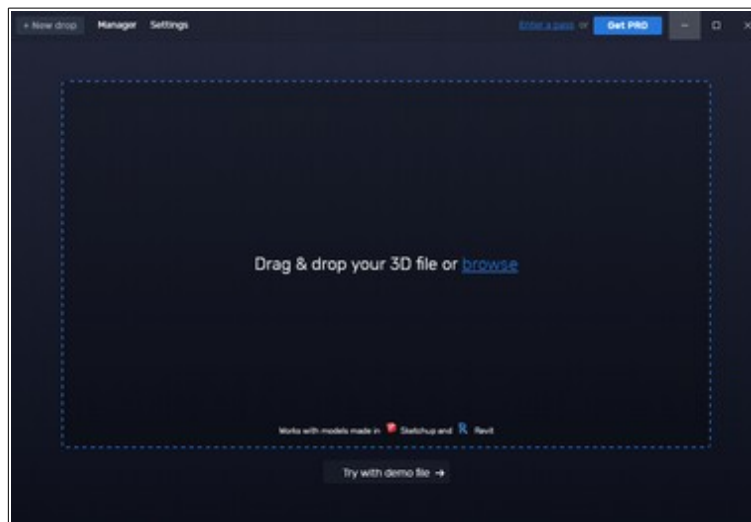 + New drop Manager Settings Enter a pass or Get PRO
Drag & drop your 3D file or browse
Works with models made in Sketchup and Revit
Try with demo file →